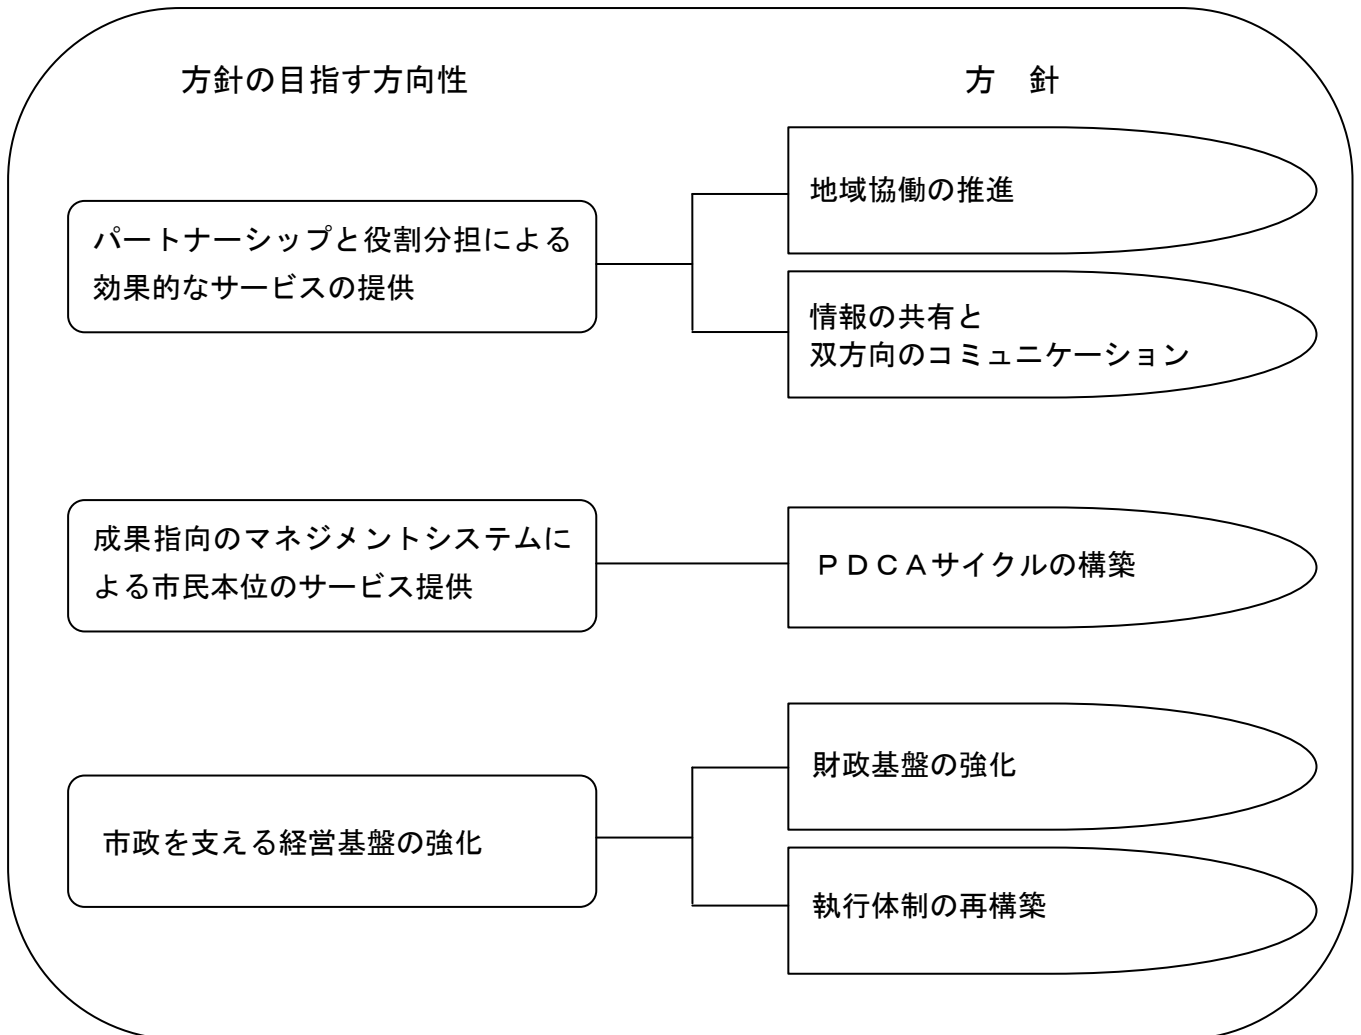 方針の目指す方向性
方　針
パートナーシップと役割分担による
効果的なサービスの提供
地域協働の推進
情報の共有と
双方向のコミュニケーション
成果指向のマネジメントシステムに
よる市民本位のサービス提供
ＰＤＣＡサイクルの構築
市政を支える経営基盤の強化
財政基盤の強化
執行体制の再構築